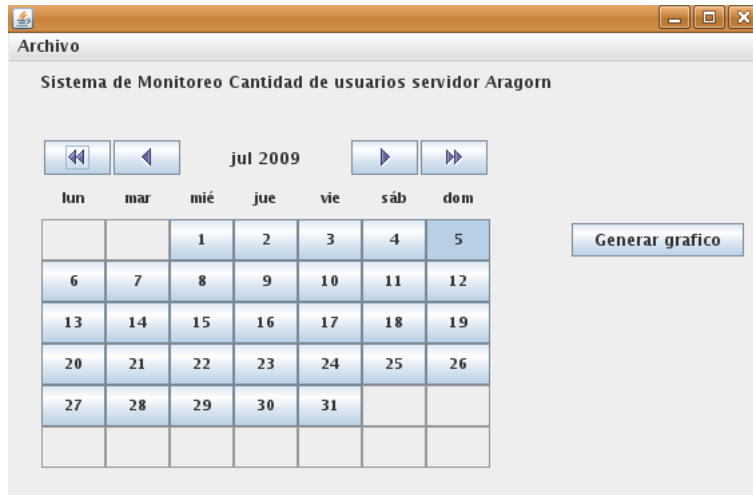 Archivo
Sistema de Monitoreo Cantidad de usuarios servidor Aragorn
jul 2009
lun mar mié jue vie sáb dom
1 2 3 4 5
Generar grafico
6 7 8 9 10 11 12
13 14 15 16 17 18 19
20 21 22 23 24 25 26
27 28 29 30 31